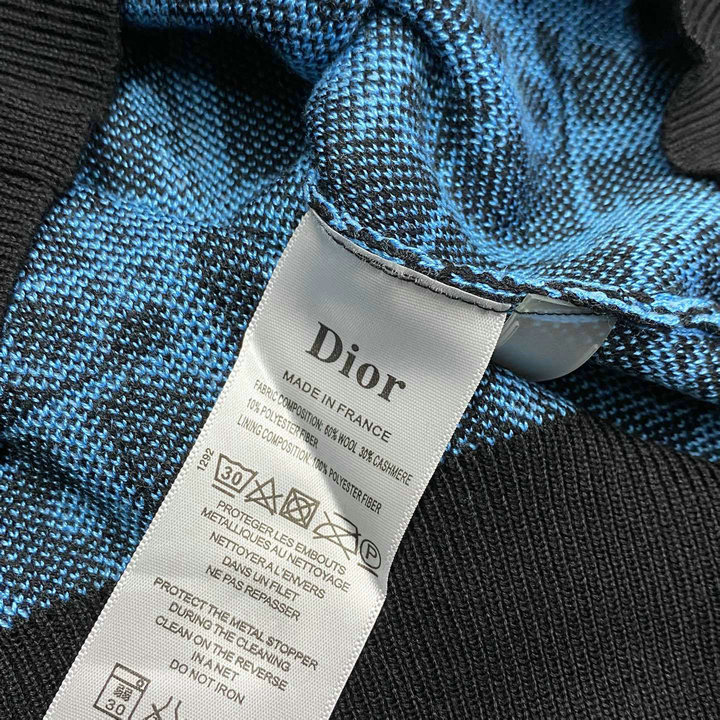 Dior
MADE IN FRANCE
FABRIC COMPOSITION: 60% WOOL 30% CASHMERE
10% POLYESTER FIBER
LINING COMPOSITION: 100% POLYESTER FIBER
1292
30
P
PROTEGER LES EMBOUTS
METALLIQUES AU NETTOYAGE
NETTOYER A L'ENVERS
DANS UN FILET
NE PAS REPASSER
PROTECT THE METAL STOPPER
DURING THE CLEANING
CLEAN ON THE REVERSE
IN A NET
DO NOT IRON
弱
30